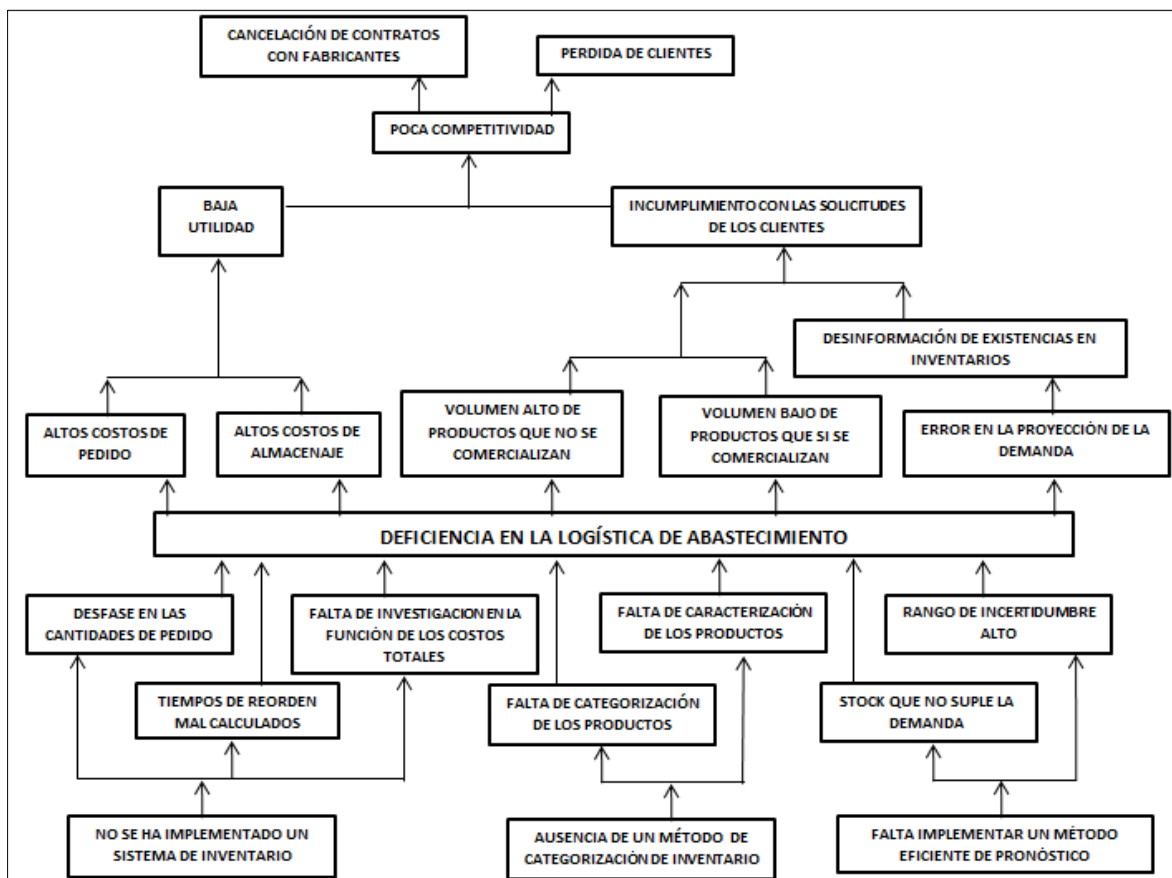 CANCELACIÓN DE CONTRATOS
CON FABRICANTES
PERDIDA DE CLIENTES
POCA COMPETITIVIDAD
BAJA
UTILIDAD
INCUMPLIMIENTO CON LAS SOLICITUDES
DE LOS CLIENTES
DESINFORMACIÓN DE EXISTENCIAS EN
INVENTARIOS
ALTOS COSTOS DE
PEDIDO
ALTOS COSTOS DE
ALMACENAJE
VOLUMEN ALTO DE
PRODUCTOS QUE NO SE
COMERCIALIZAN
VOLUMEN BAJO DE
PRODUCTOS QUE SI SE
COMERCIALIZAN
ERROR EN LA PROYECCIÓN DE LA
DEMANDA
DEFICIENCIA EN LA LOGÍSTICA DE ABASTECIMIENTO
DESFASE EN LAS
CANTIDADES DE PEDIDO
FALTA DE INVESTIGACION EN LA
FUNCIÓN DE LOS COSTOS
TOTALES
FALTA DE CARACTERIZACIÓN
DE LOS PRODUCTOS
RANGO DE INCERTIDUMBRE
ALTO
TIEMPOS DE REORDEN
MAL CALCULADOS
FALTA DE CATEGORIZACIÓN
DE LOS PRODUCTOS
STOCK QUE NO SUPLE LA
DEMANDA
NO SE HA IMPLEMENTADO UN
SISTEMA DE INVENTARIO
AUSENCIA DE UN MÉTODO DE
CATEGORIZACIÓN DE INVENTARIO
FALTA IMPLEMENTAR UN MÉTODO
EFICIENTE DE PRONÓSTICO